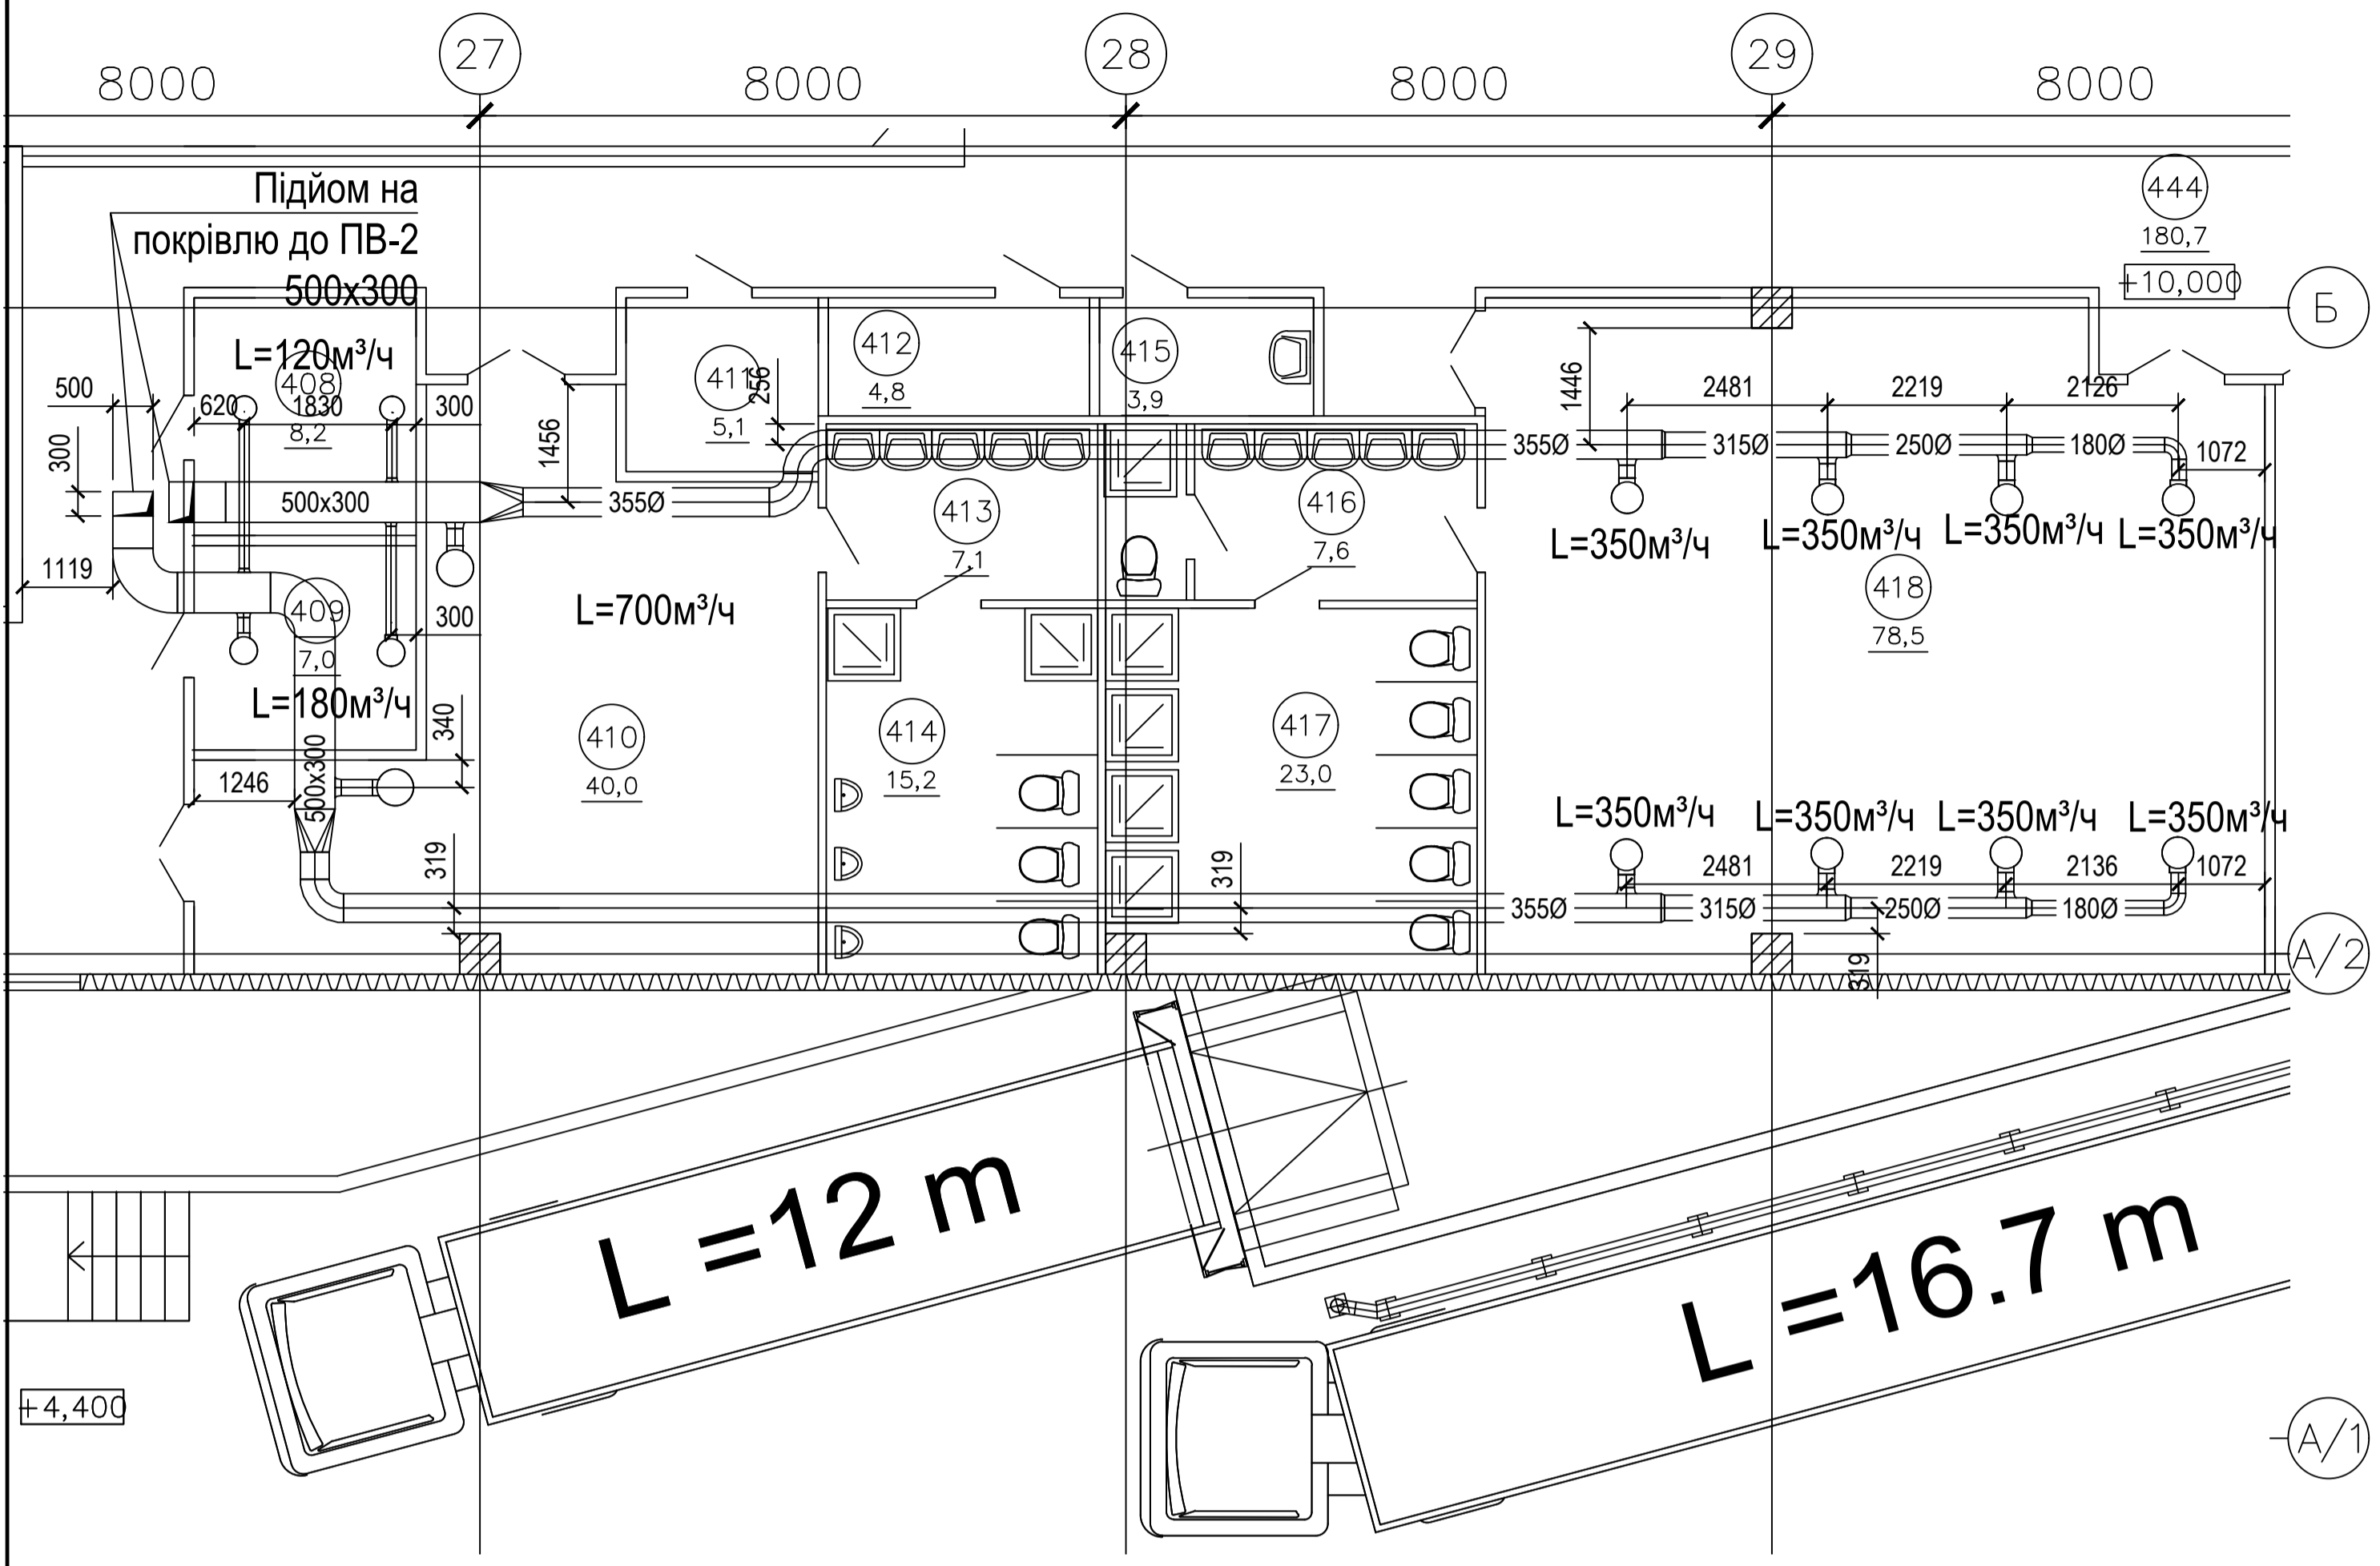 27
28
29
8000
8000
8000
8000
444
180,7
+10,000
Б
Підйом на
покрівлю до ПВ-2
500x300
L=120м³/ч
408
8,2
500
620
1830
300
300
1119
500x300
1456
355Ø
411
5,1
256
412
4,8
415
3,9
413
7,1
416
7,6
1446
2481
2219
2126
355Ø
315Ø
250Ø
180Ø
1072
L=350м³/ч
L=350м³/ч
L=350м³/ч
L=350м³/ч
418
78,5
409
7,0
300
L=700м³/ч
L=180м³/ч
340
1246
500x300
410
40,0
414
15,2
417
23,0
319
319
L=350м³/ч
L=350м³/ч
L=350м³/ч
L=350м³/ч
2481
2219
2136
1072
355Ø
315Ø
250Ø
180Ø
319
А/2
L =12 m
L =16.7 m
+4,400
А/1